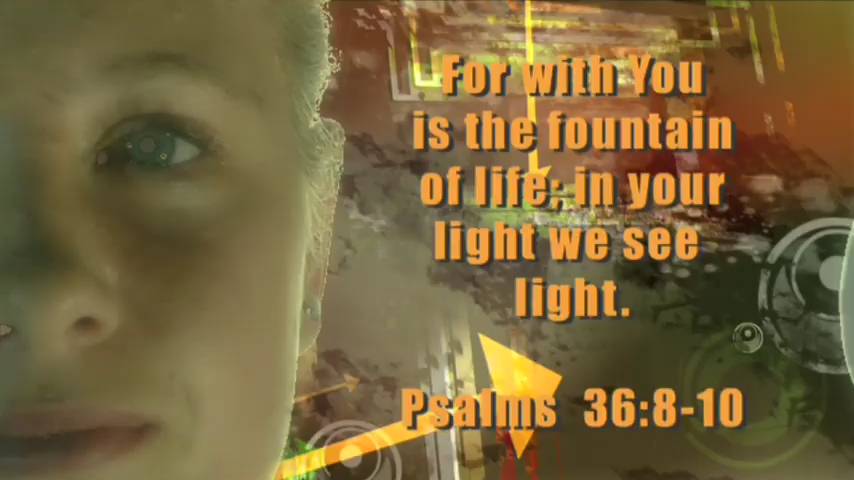 For with You
is the fountain
of life; in your
light we see
light.
Psalms 36:8-10